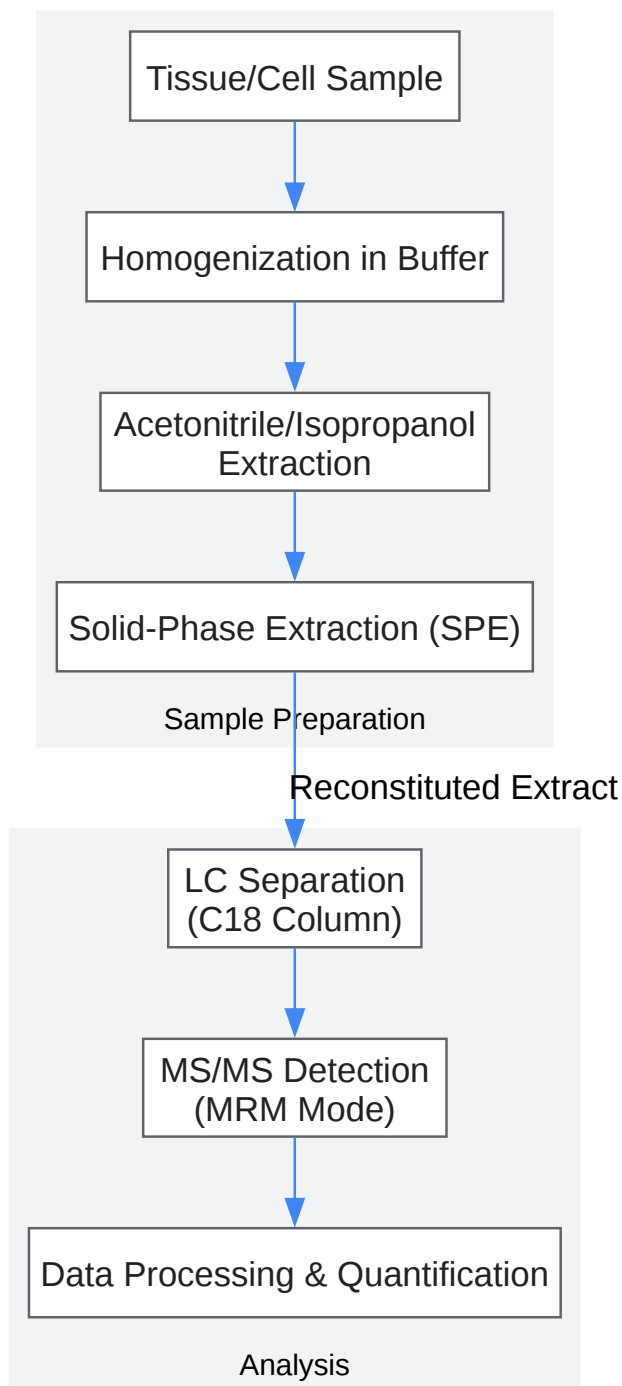 Tissue/Cell Sample
Homogenization in Buffer
Acetonitrile/Isopropanol
Extraction
Solid-Phase Extraction (SPE)
Sample Preparation
Reconstituted Extract
LC Separation
(C18 Column)
MS/MS Detection
(MRM Mode)
Data Processing & Quantification
Analysis